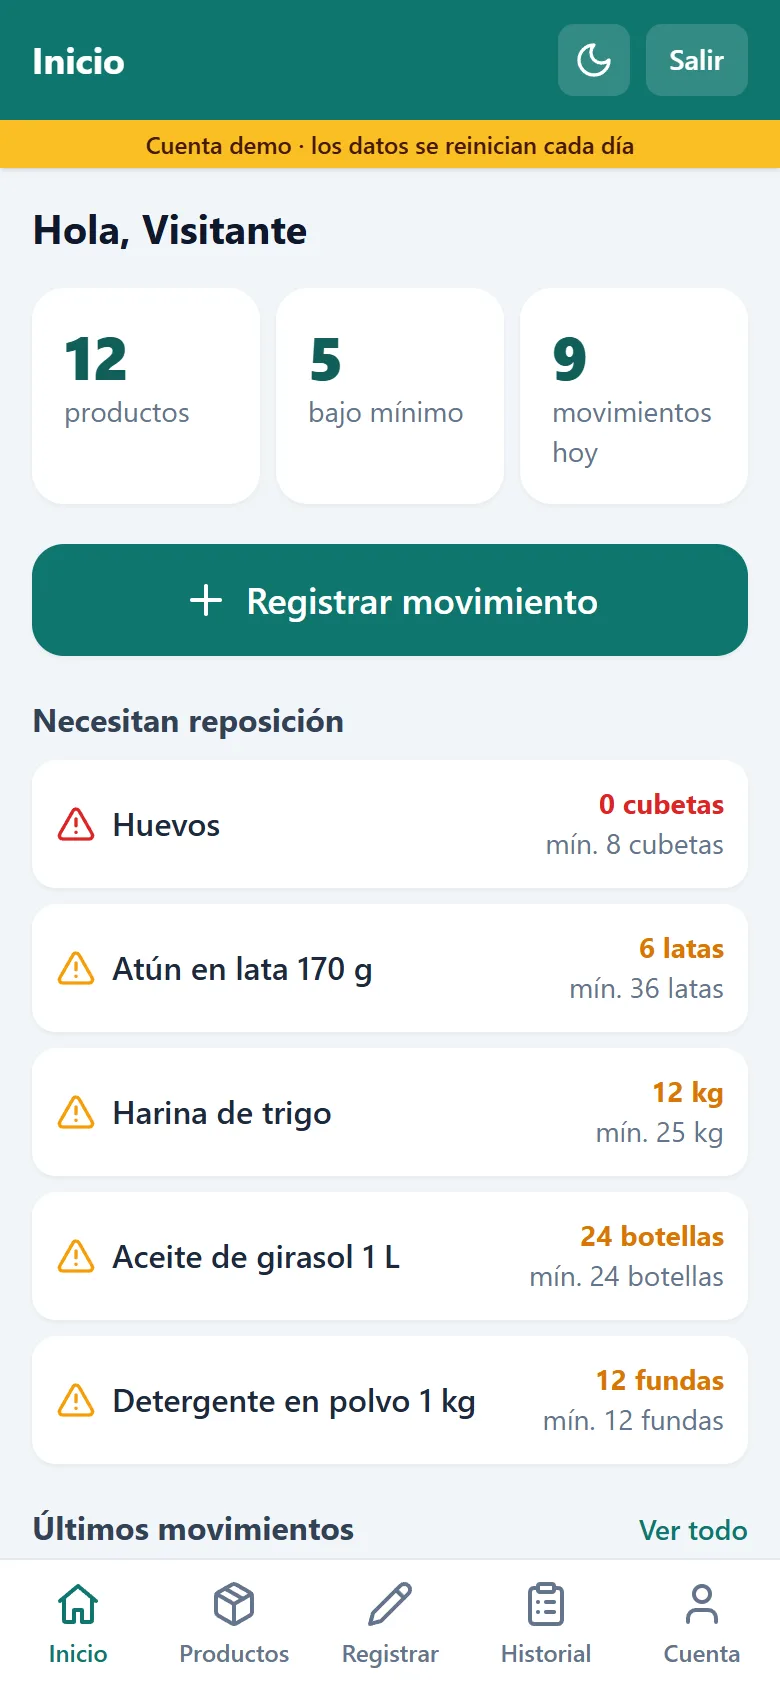 Inicio
Salir
Cuenta demo · los datos se reinician cada día
Hola, Visitante
12
productos
5
bajo mínimo
9
movimientos
hoy
Registrar movimiento
Necesitan reposición
Huevos
0 cubetas
mín. 8 cubetas
Atún en lata 170 g
6 latas
mín. 36 latas
Harina de trigo
12 kg
mín. 25 kg
Aceite de girasol 1 L
24 botellas
mín. 24 botellas
Detergente en polvo 1 kg
12 fundas
mín. 12 fundas
Últimos movimientos
Ver todo
Inicio
Productos
Registrar
Historial
Cuenta